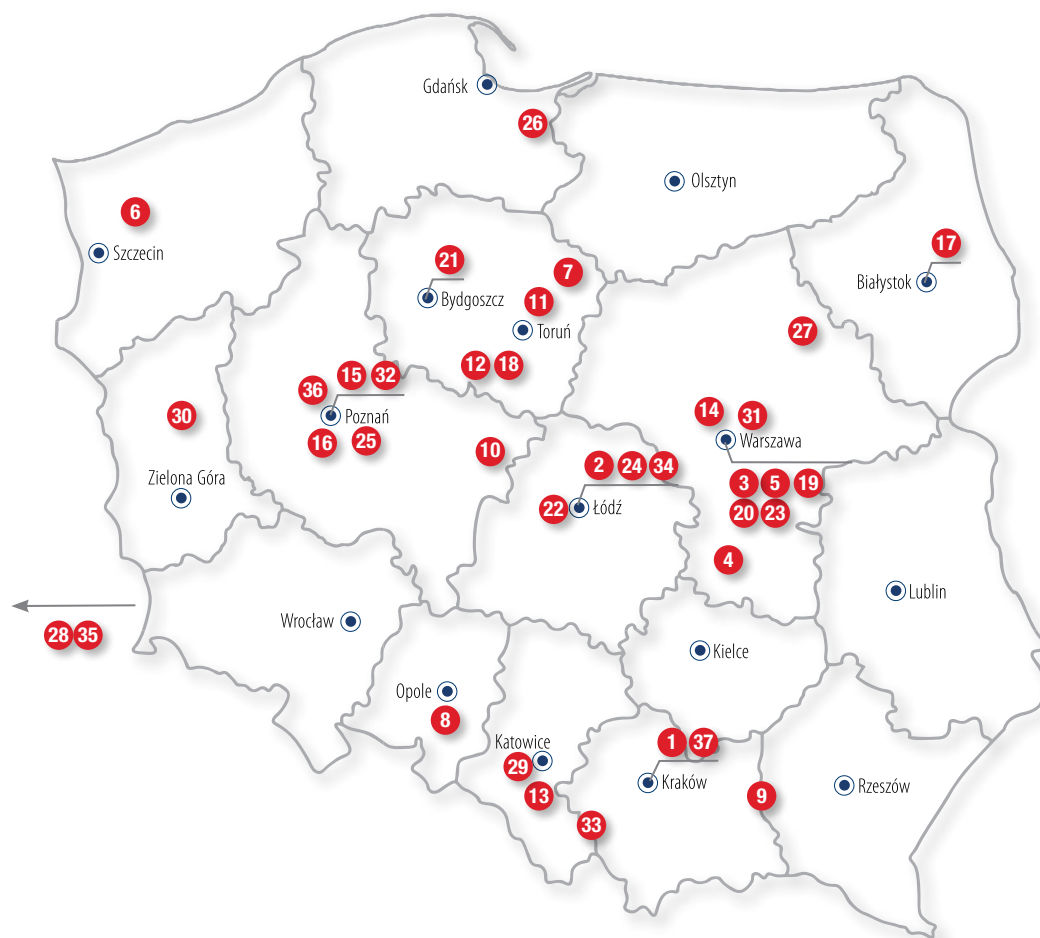 Gdańsk
26
Olsztyn
6
Szczecin
17
Białystok
21
7
Bydgoszcz
11
Toruń
27
12 18
15 32
36
Poznań
16 25
30
14 31
Warszawa
10
2 24 34
Zielona Góra
3 5 19
22
Łódź
20 23
4
Lublin
28 35
Wrocław
Kielce
Opole
8
1 37
Katowice
29
Kraków
Rzeszów
13
9
33